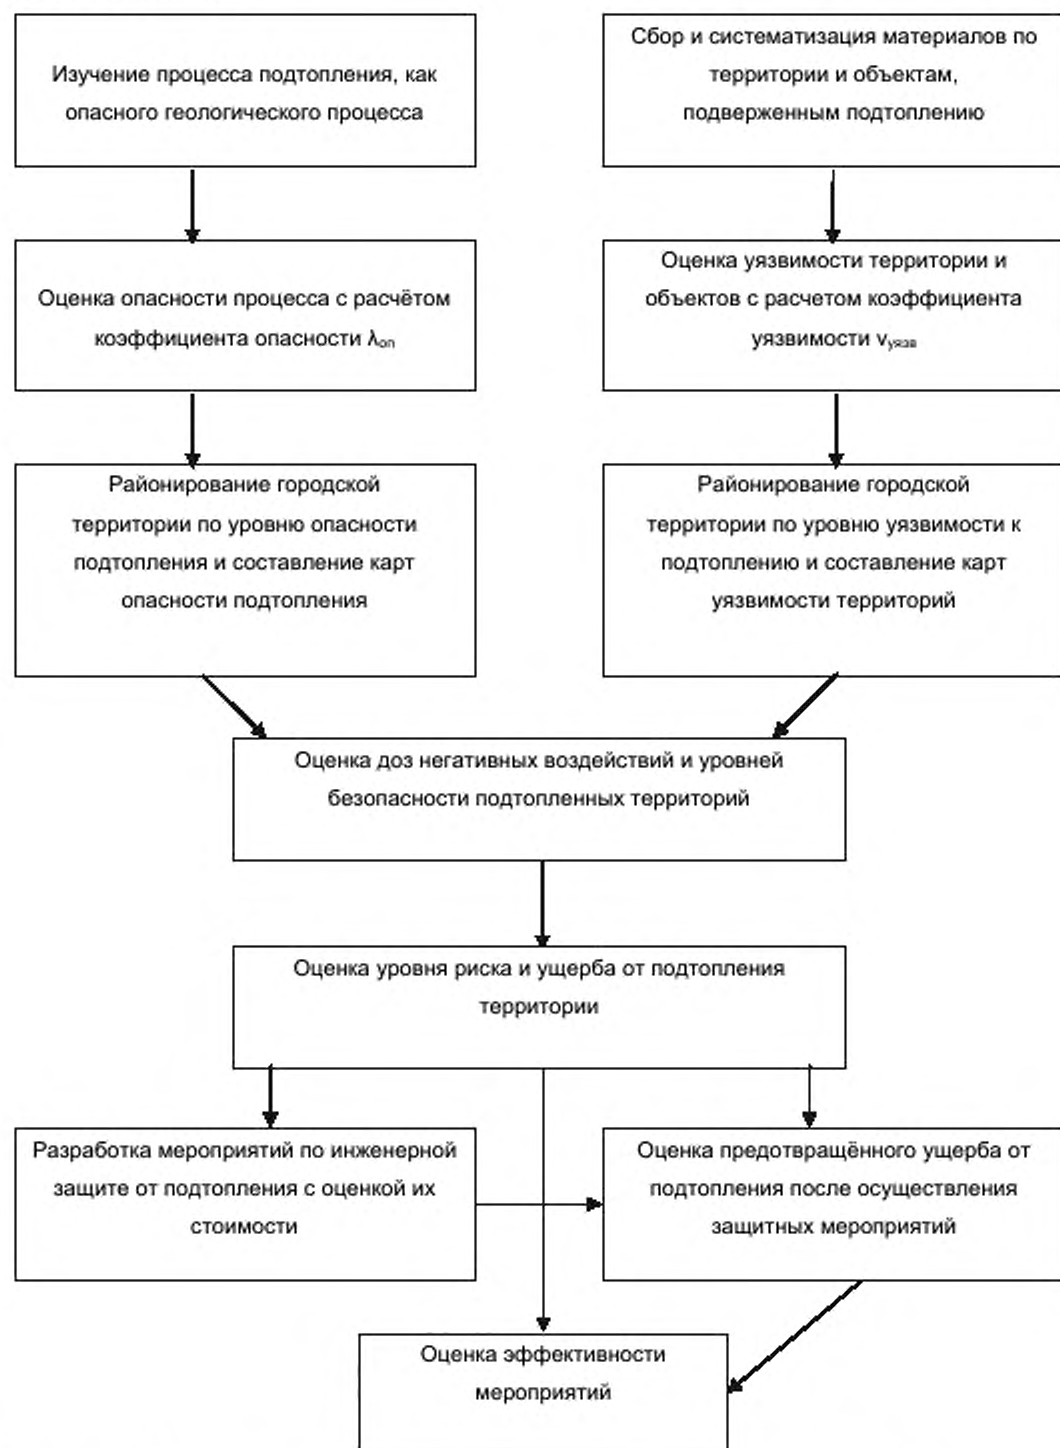 Изучение процесса подтопления, как
опасного геологического процесса
Сбор и систематизация материалов по
территории и объектам,
подверженным подтоплению
Оценка опасности процесса с расчётом
коэффициента опасности λоп
Оценка уязвимости территории и
объектов с расчетом коэффициента
уязвимости vуязв
Районирование городской
территории по уровню опасности
подтопления и составление карт
опасности подтопления
Районирование городской
территории по уровню уязвимости к
подтоплению и составление карт
уязвимости территорий
Оценка доз негативных воздействий и уровней
безопасности подтопленных территорий
Оценка уровня риска и ущерба от подтопления
территории
Разработка мероприятий по инженерной
защите от подтопления с оценкой их
стоимости
Оценка предотвращённого ущерба от
подтопления после осуществления
защитных мероприятий
Оценка эффективности
мероприятий